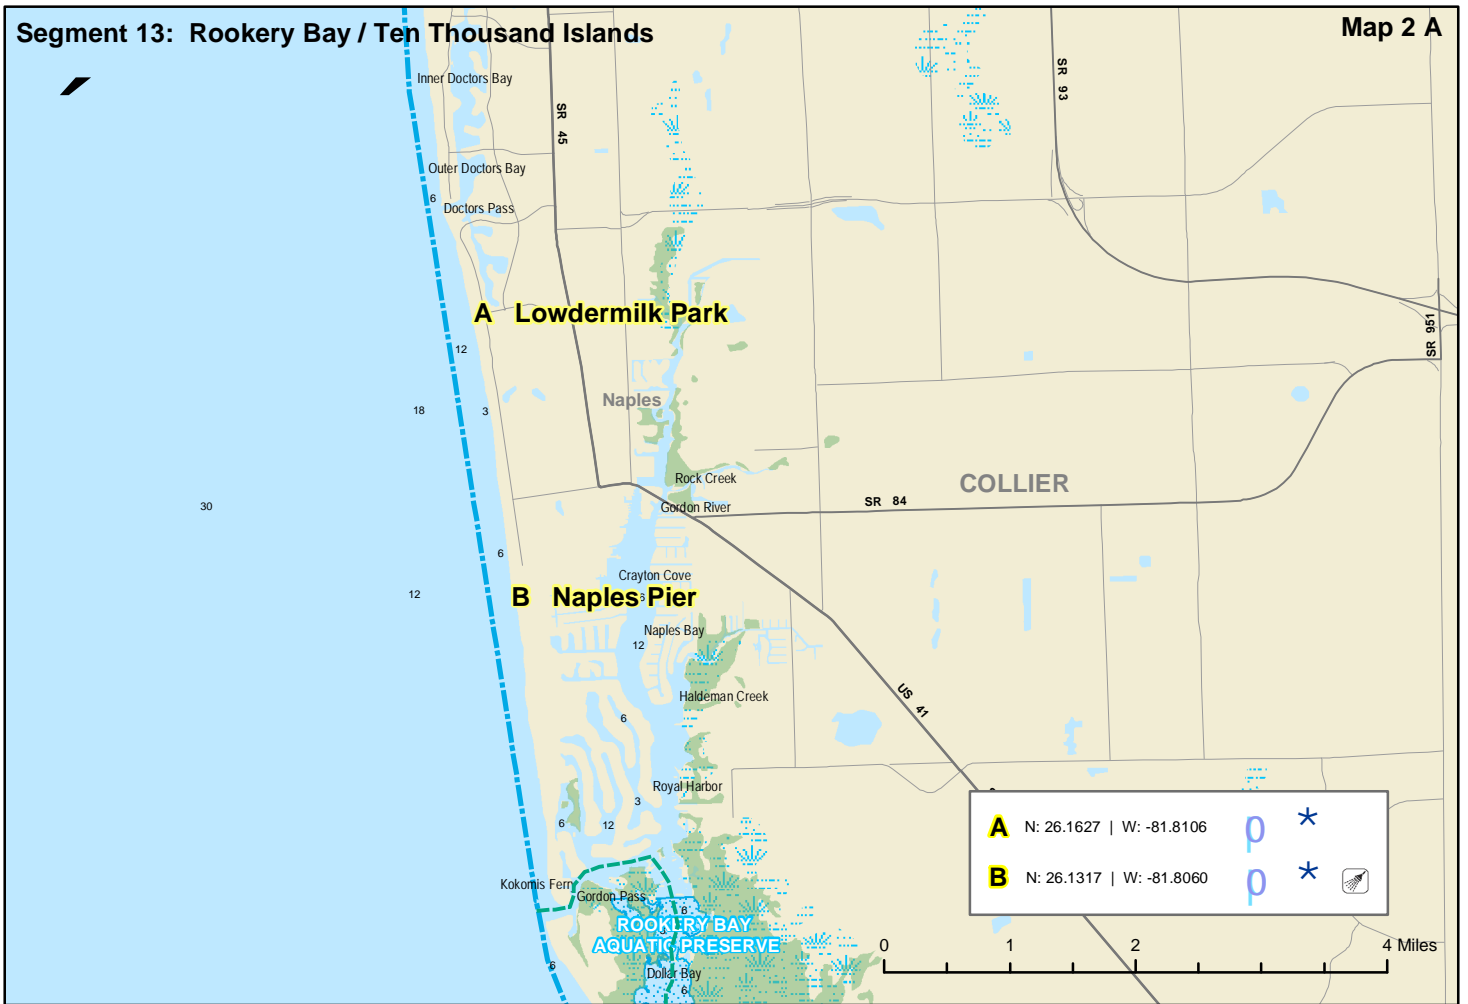 Segment 13: Rookery Bay / Ten Thousand Islands
Map 2 A
Inner Doctors Bay
SR 45
SR 93
Outer Doctors Bay
6
Doctors Pass
A Lowdermilk Park
SR 951
12
18
3
Naples
Rock Creek
COLLIER
SR 84
30
Gordon River
6
Crayton Cove
12
B Naples Pier
6
Naples Bay
12
Haldeman Creek
US 41
6
Royal Harbor
3
6
12
A N: 26.1627 | W: -81.8106 p *
B N: 26.1317 | W: -81.8060 p *
Kokomis Ferry
Gordon Pass
6
ROOKERY BAY
AQUATIC PRESERVE
3
6
Dollar Bay
6
0 1 2 4 Miles